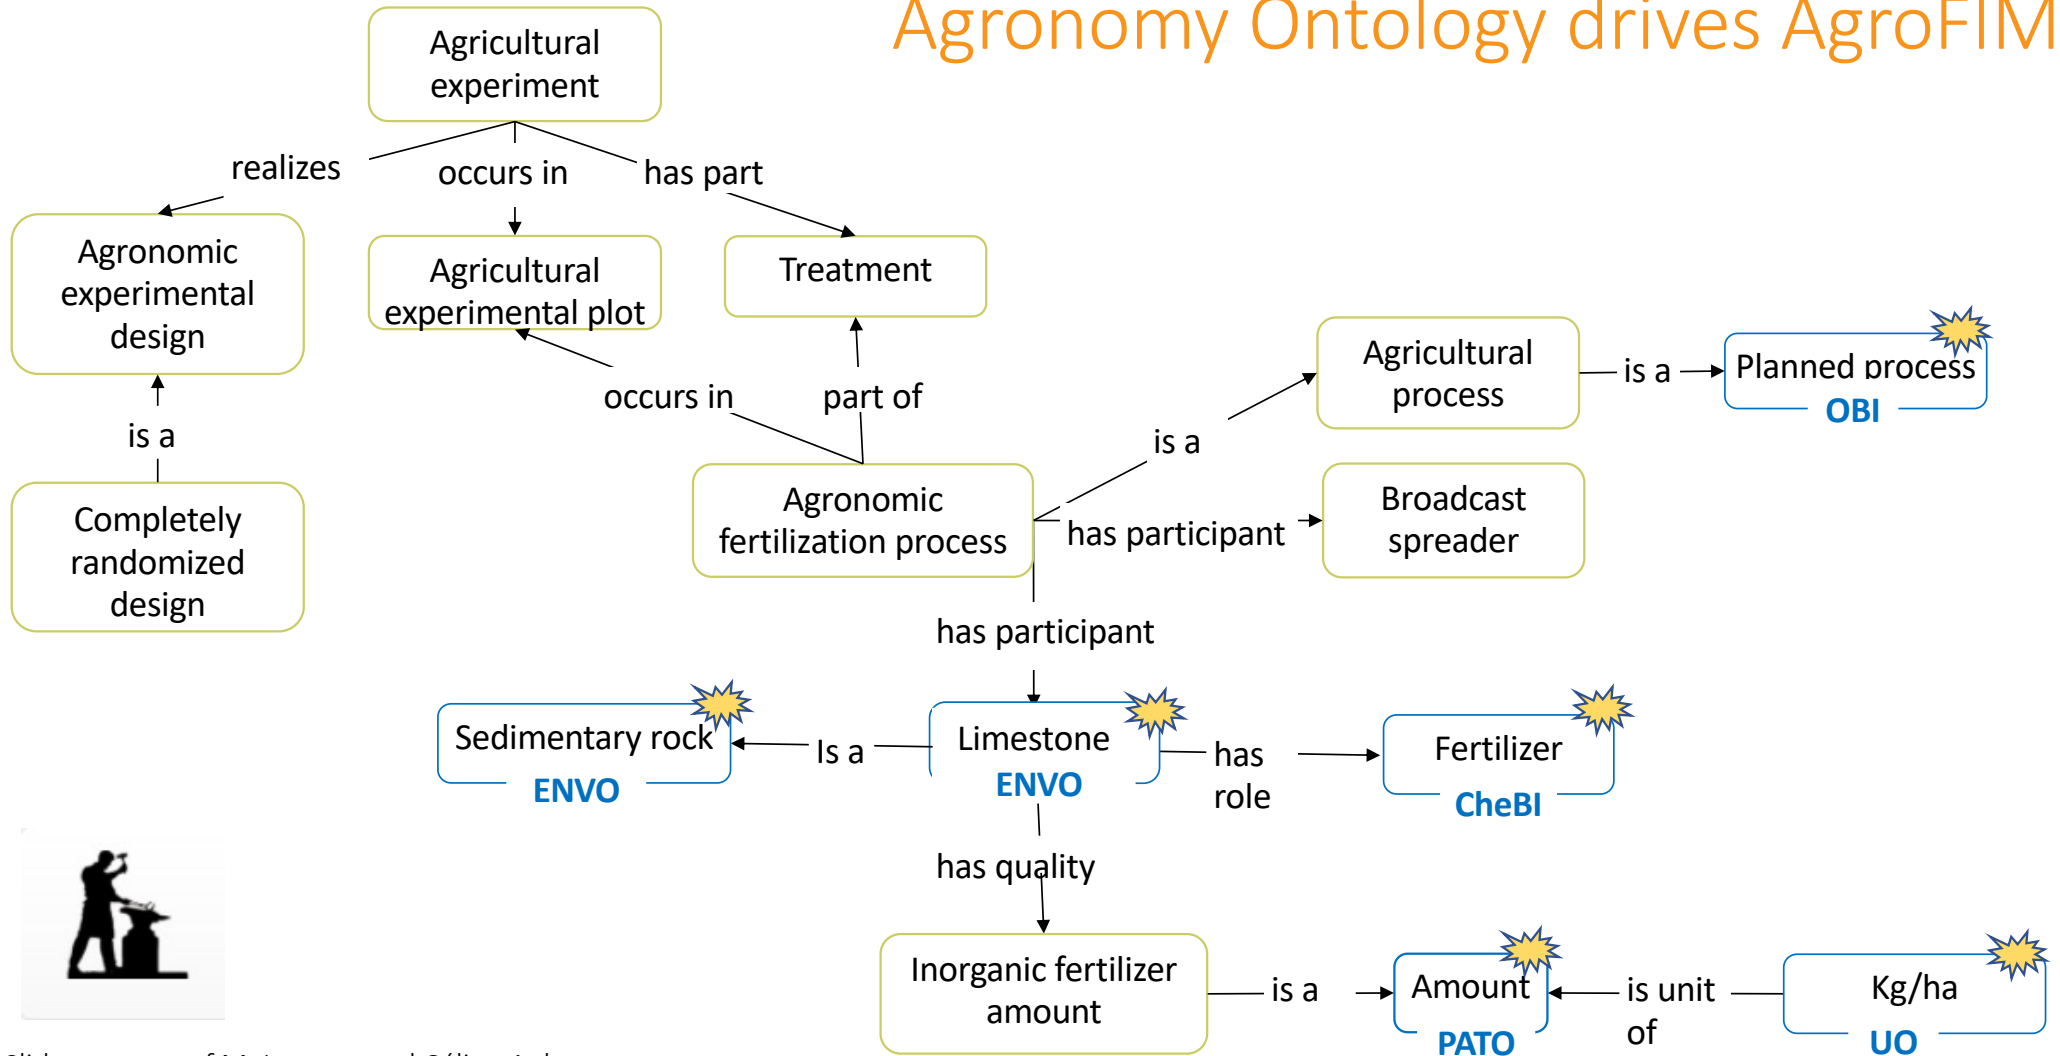 Agronomy Ontology drives AgroFIMS
Agricultural
experiment
realizes
occurs in
has part
Agronomic
experimental
design
Agricultural
experimental plot
Treatment
is a
Completely
randomized
design
occurs in
part of
Agronomic
fertilization process
is a
Agricultural
process
is a
Planned process
OBI
has participant
Broadcast
spreader
has participant
Sedimentary rock
ENVO
Is a
Limestone
ENVO
has
role
Fertilizer
CheBI
has quality
Inorganic fertilizer
amount
is a
Amount
PATO
is unit
of
Kg/ha
UO